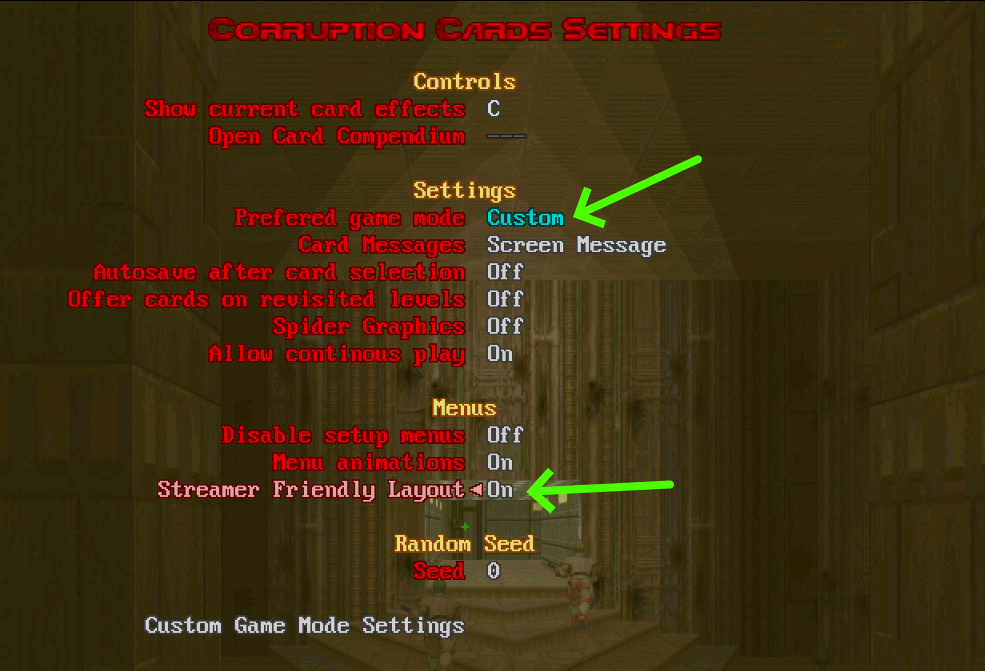 Corruption Cards Settings
Controls
Show current card effects C
Open Card Compendium ---
Settings
Prefered game mode Custom
Card Messages Screen Message
Autosave after card selection Off
Offer cards on revisited levels Off
Spider Graphics Off
Allow continous play On
Menus
Disable setup menus Off
Menu animations On
Streamer Friendly Layout On
Random Seed
Seed 0
Custom Game Mode Settings